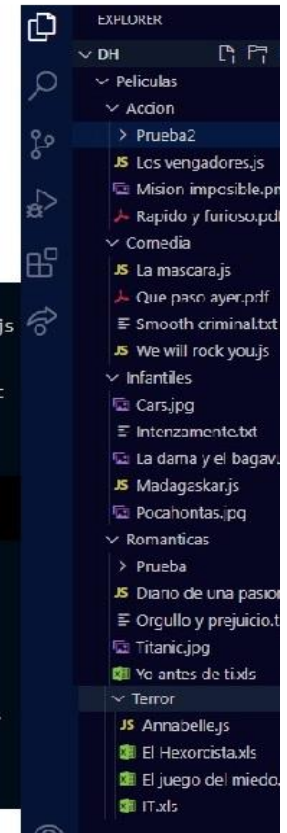 EXPLORER
DH
Peliculas
Accion
Prueba2
JS Los vengadores.js
Mision imposible.pn
Rapido y furioso.pdf
Comedia
JS La mascara.js
Que paso ayer.pdf
Smooth criminal.txt
js
JS We will rock you.js
Infantiles
Cars.jpg
Intenzamente.txt
La dama y el bagav.
JS Madagaskar.js
Pocahontas.jpg
Romanticas
Prueba
JS Diario de una pasion
Orgullo y prejuicio.t
Titanic.jpg
Yo antes de ti.xls
Terror
JS Annabelle.js
El Hexorcista.xls
El juego del miedo.
IT.xls